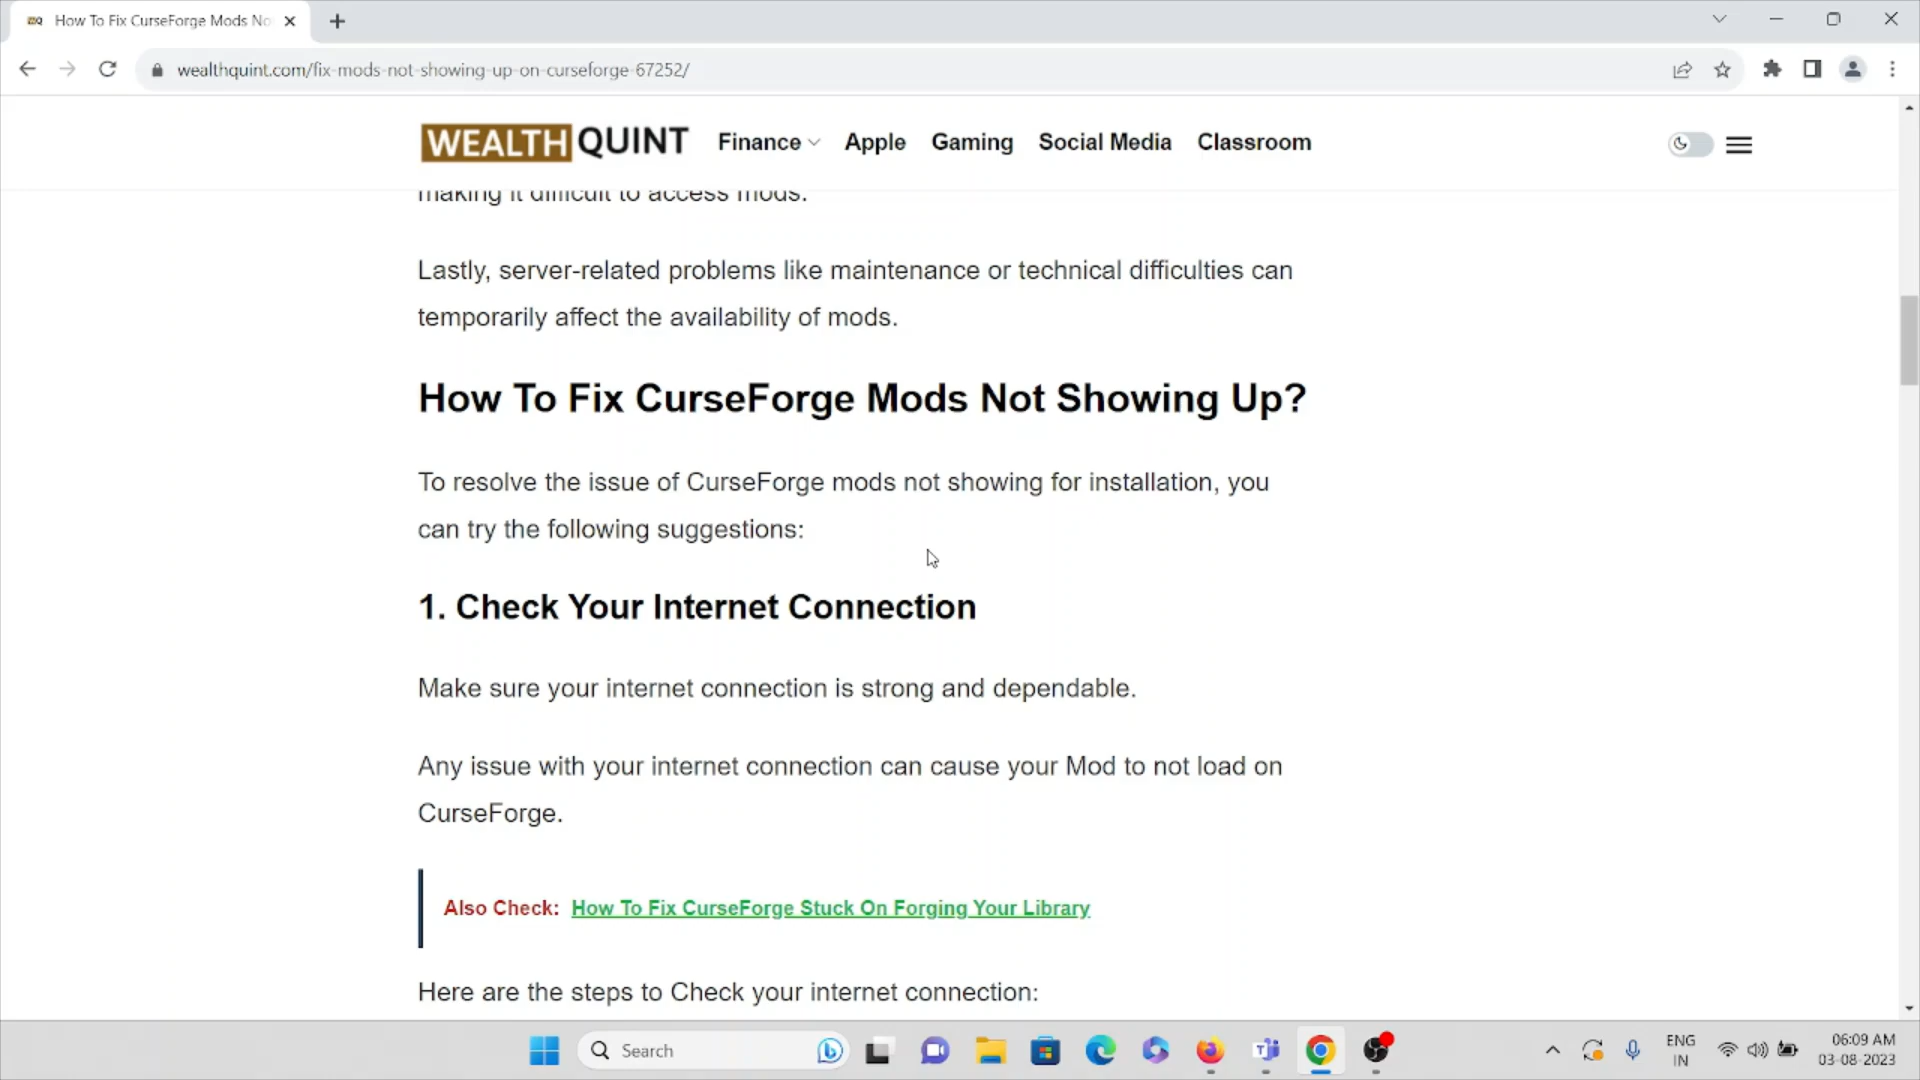 How To Fix CurseForge Mods No
wealthquint.com/fix-mods-not-showing-up-on-curseforge-67252/
WEALTH QUINT Finance Apple Gaming Social Media Classroom
making it difficult to access mods.
Lastly, server-related problems like maintenance or technical difficulties can
temporarily affect the availability of mods.
How To Fix CurseForge Mods Not Showing Up?
To resolve the issue of CurseForge mods not showing for installation, you
can try the following suggestions:
1. Check Your Internet Connection
Make sure your internet connection is strong and dependable.
Any issue with your internet connection can cause your Mod to not load on
CurseForge.
Also Check: How To Fix CurseForge Stuck On Forging Your Library
Here are the steps to Check your internet connection:
Search
ENG
IN
06:09 AM
03-08-2023